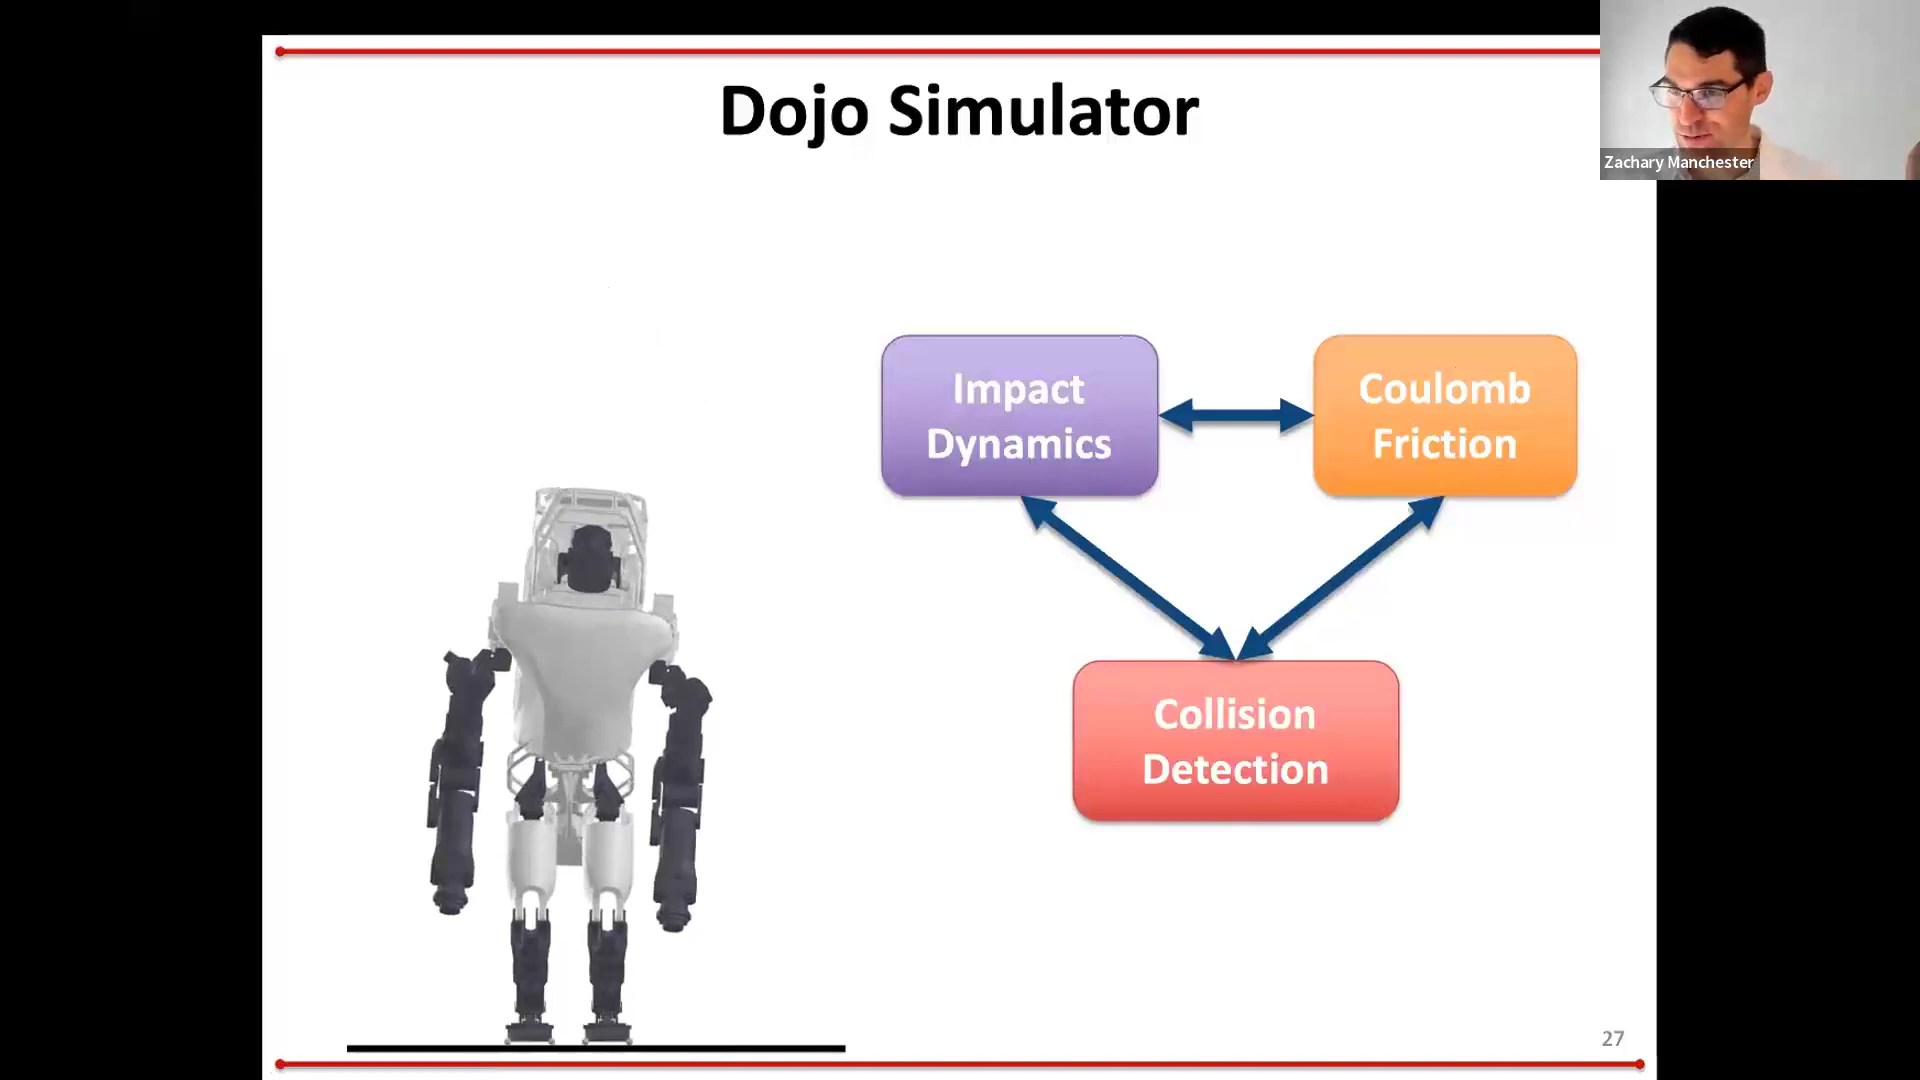 Dojo Simulator
Zachary Manchester
Impact
Dynamics
Coulomb
Friction
Collision
Detection
27